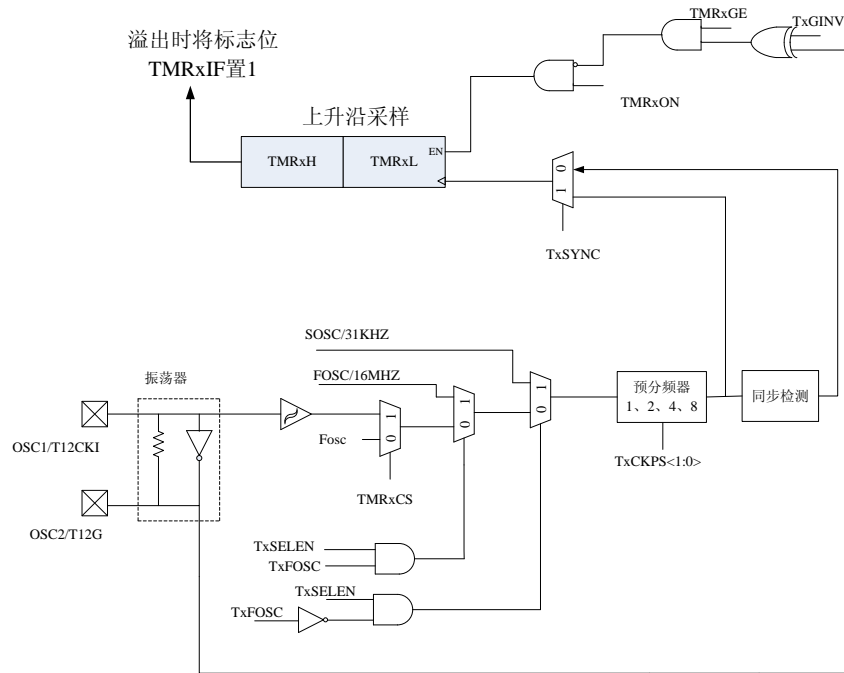 溢出时将标志位
TMRxIF置1
TMRxGE
TxGINV
TMRxON
上升沿采样
TMRxH
TMRxL
EN
1 0
TxSYNC
SOSC/31KHZ
FOSC/16MHZ
振荡器
OSC1/T12CKI
OSC2/T12G
Fosc
0 1
TMRxCS
0 1
0 1
预分频器
1、2、4、8
同步检测
TxCKPS<1:0>
TxSELEN
TxFOSC
TxSELEN
TxFOSC